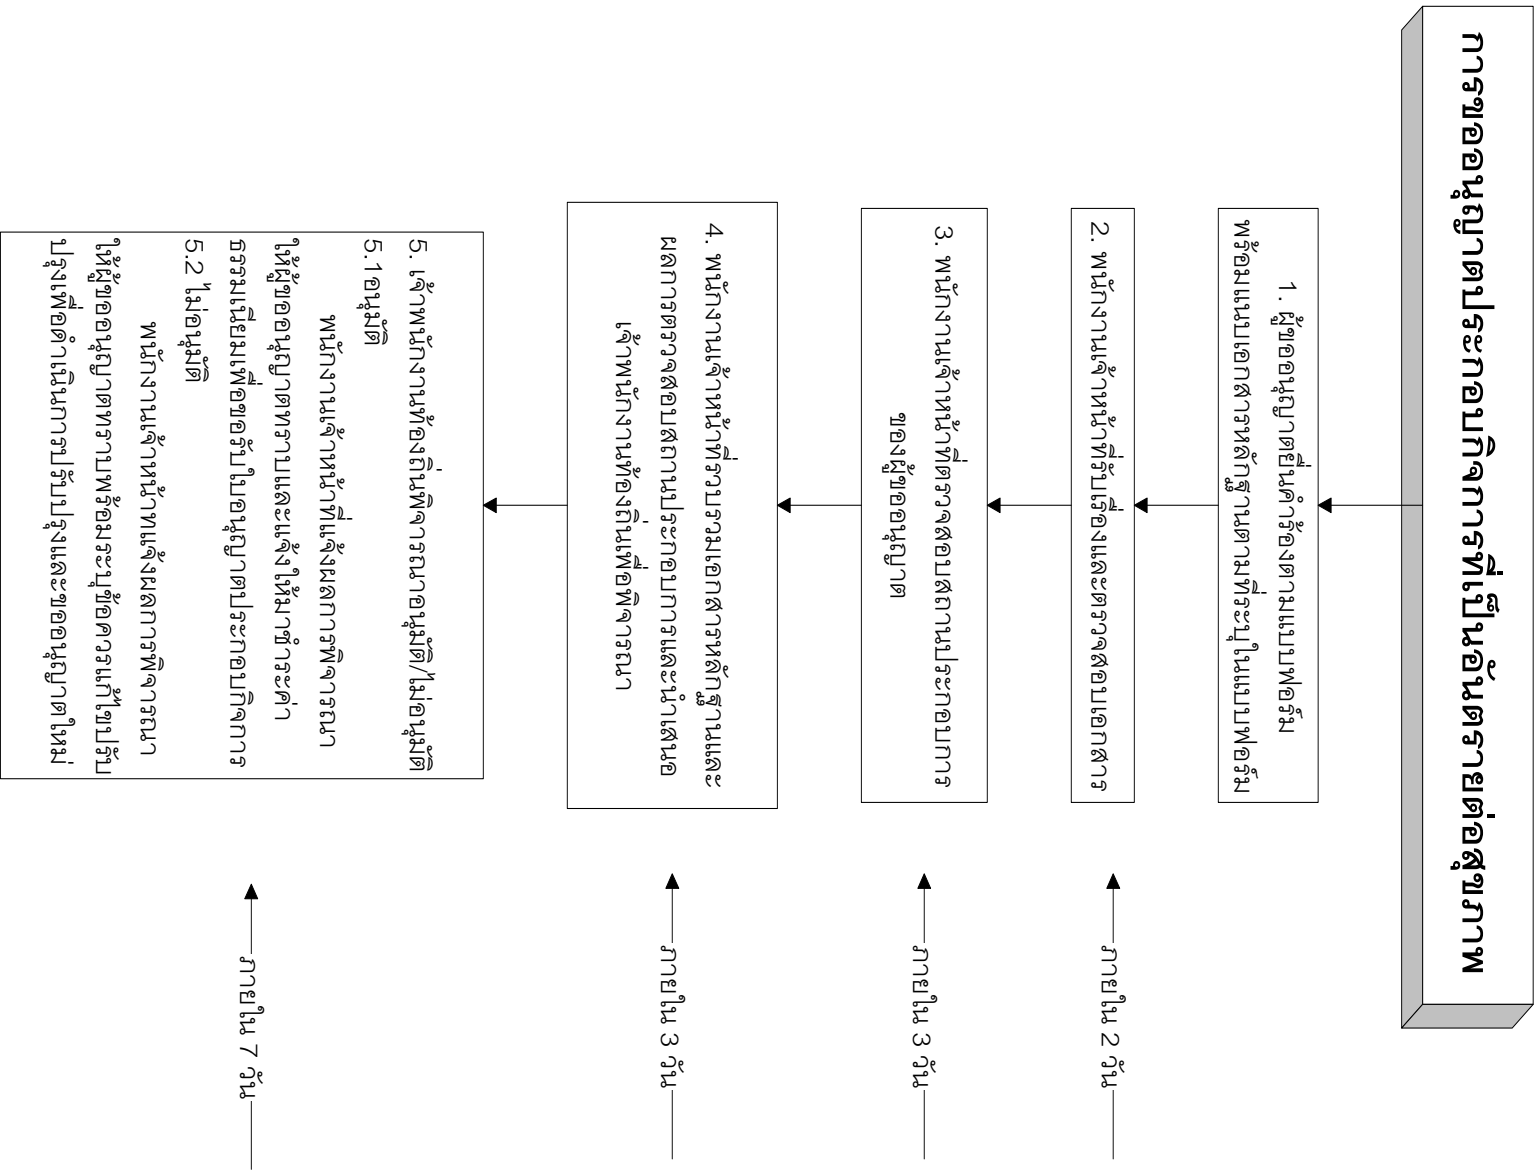 การขออนุญาตประกอบกิจการที่เป็นอันตรายต่อสุขภาพ
1. ผู้ขออนุญาตยื่นคำร้องตามแบบฟอร์ม
พร้อมแนบเอกสารหลักฐานตามที่ระบุในแบบฟอร์ม
2. พนักงานเจ้าหน้าที่รับเรื่องและตรวจสอบเอกสาร
ภายใน 2 วัน
3. พนักงานเจ้าหน้าที่ตรวจสอบสถานประกอบการ
ของผู้ขออนุญาต
ภายใน 3 วัน
4. พนักงานเจ้าหน้าที่รวบรวมเอกสารหลักฐานและ
ผลการตรวจสอบสถานประกอบการและนำเสนอ
เจ้าพนักงานท้องถิ่นเพื่อพิจารณา
ภายใน 3 วัน
5. เจ้าพนักงานท้องถิ่นพิจารณาอนุมัติ/ไม่อนุมัติ
5.1อนุมัติ
พนักงานเจ้าหน้าที่แจ้งผลการพิจารณา
ให้ผู้ขออนุญาตทราบและแจ้งให้มาชำระค่า
ธรรมเนียมเพื่อขอรับใบอนุญาตประกอบกิจการ
5.2 ไม่อนุมัติ
พนักงานเจ้าหน้าทแจ้งผลการพิจารณา
ให้ผู้ขออนุญาตทราบพร้อมระบุข้อควรแก้ไขปรับ
ปรุงเพื่อดำเนินการปรับปรุงและขออนุญาตใหม่
ภายใน 7 วัน